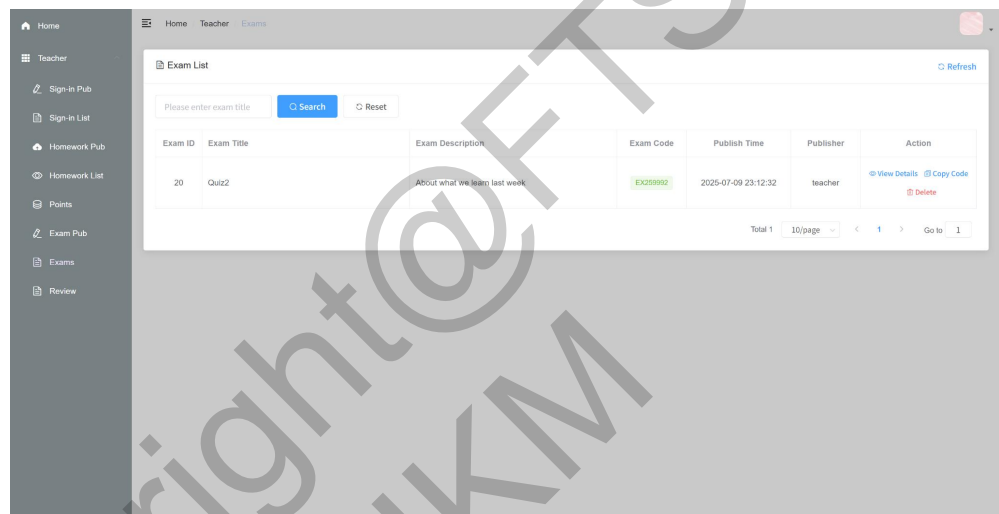 Home
Home Teacher Exams
Teacher
Exam List
Refresh
Sign-in Pub
Please enter exam title Search Reset
Sign-in List
Exam ID Exam Title Exam Description Exam Code Publish Time Publisher Action
Homework Pub
Homework List
20 Quiz2 About what we learn last week EX259992 2025-07-09 23:12:32 teacher View Details Copy Code
Delete
Points
Exam Pub
Total 1 10/page < 1 > Go to 1
Exams
Review
right@FTS
UKM